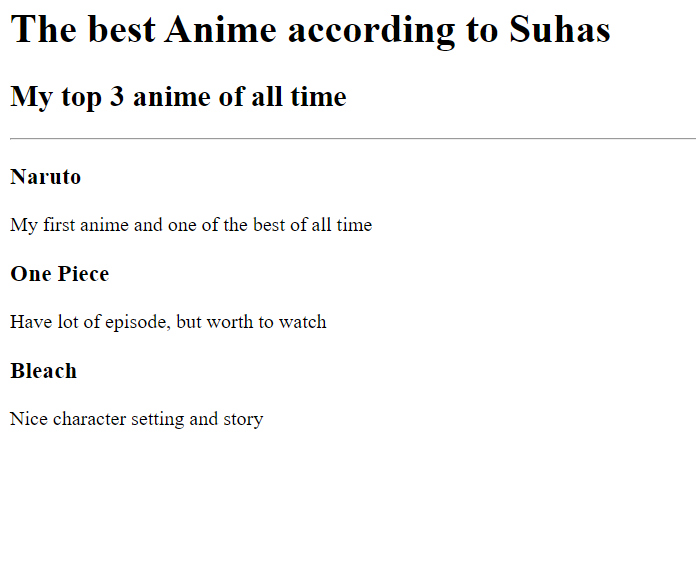 The best Anime according to Suhas
My top 3 anime of all time
Naruto
My first anime and one of the best of all time
One Piece
Have lot of episode, but worth to watch
Bleach
Nice character setting and story